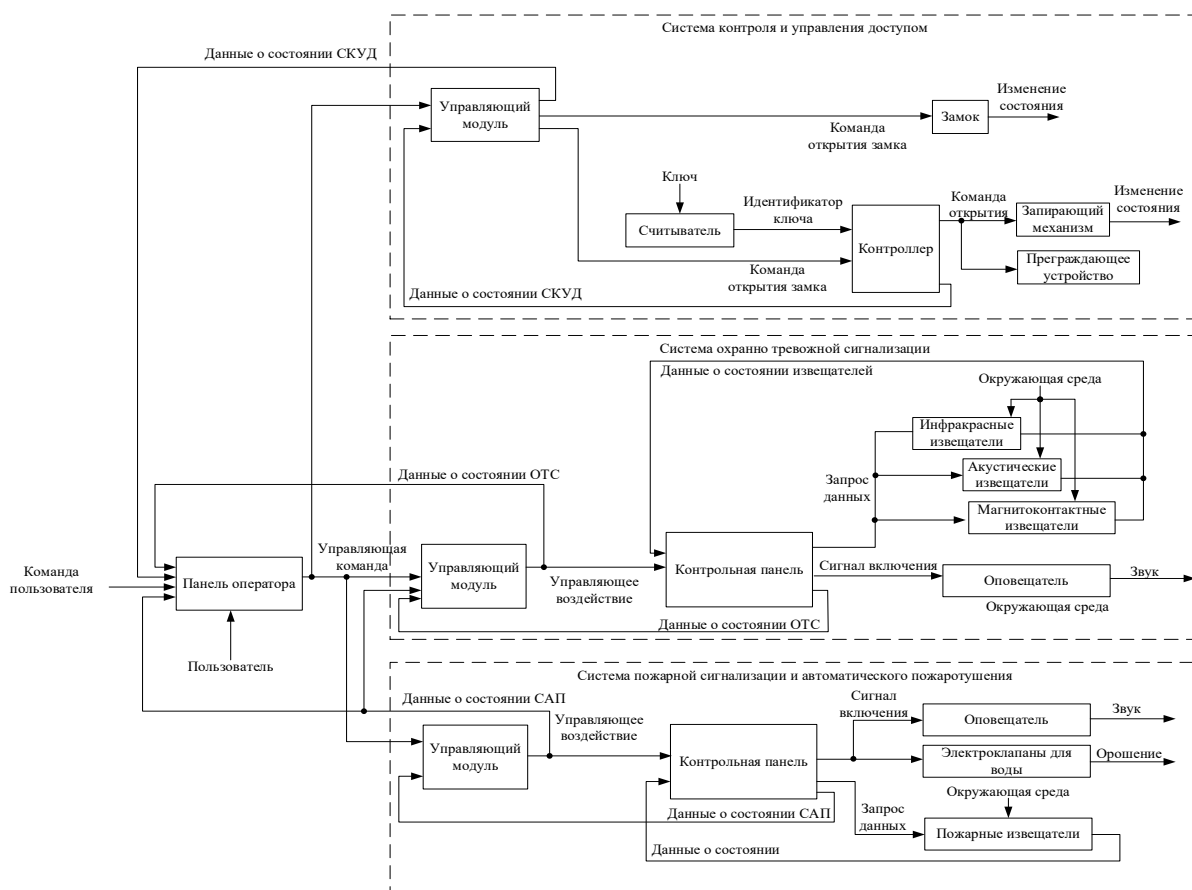 Система контроля и управления доступом
Данные о состоянии СКУД
Управляющий
модуль
Команда
открытия замка
Замок
Изменение
состояния
Ключ
Считыватель
Идентификатор
ключа
Команда
открытия замка
Контроллер
Команда
открытия
Запирающий
механизм
Изменение
состояния
Преграждающее
устройство
Данные о состоянии СКУД
Система охранно тревожной сигнализации
Данные о состоянии извещателей
Окружающая среда
Инфракрасные
извещатели
Акустические
извещатели
Магнитоконтактные
извещатели
Запрос
данных
Данные о состоянии ОТС
Команда
пользователя
Панель оператора
Пользователь
Управляющая
команда
Управляющий
модуль
Управляющее
воздействие
Контрольная панель
Сигнал включения
Оповещатель
Звук
Окружающая среда
Данные о состоянии ОТС
Система пожарной сигнализации и автоматического пожаротушения
Данные о состоянии САП
Управляющий
модуль
Управляющее
воздействие
Контрольная панель
Сигнал
включения
Оповещатель
Звук
Электроклапаны для
воды
Орошение
Окружающая среда
Запрос
данных
Пожарные извещатели
Данные о состоянии САП
Данные о состоянии